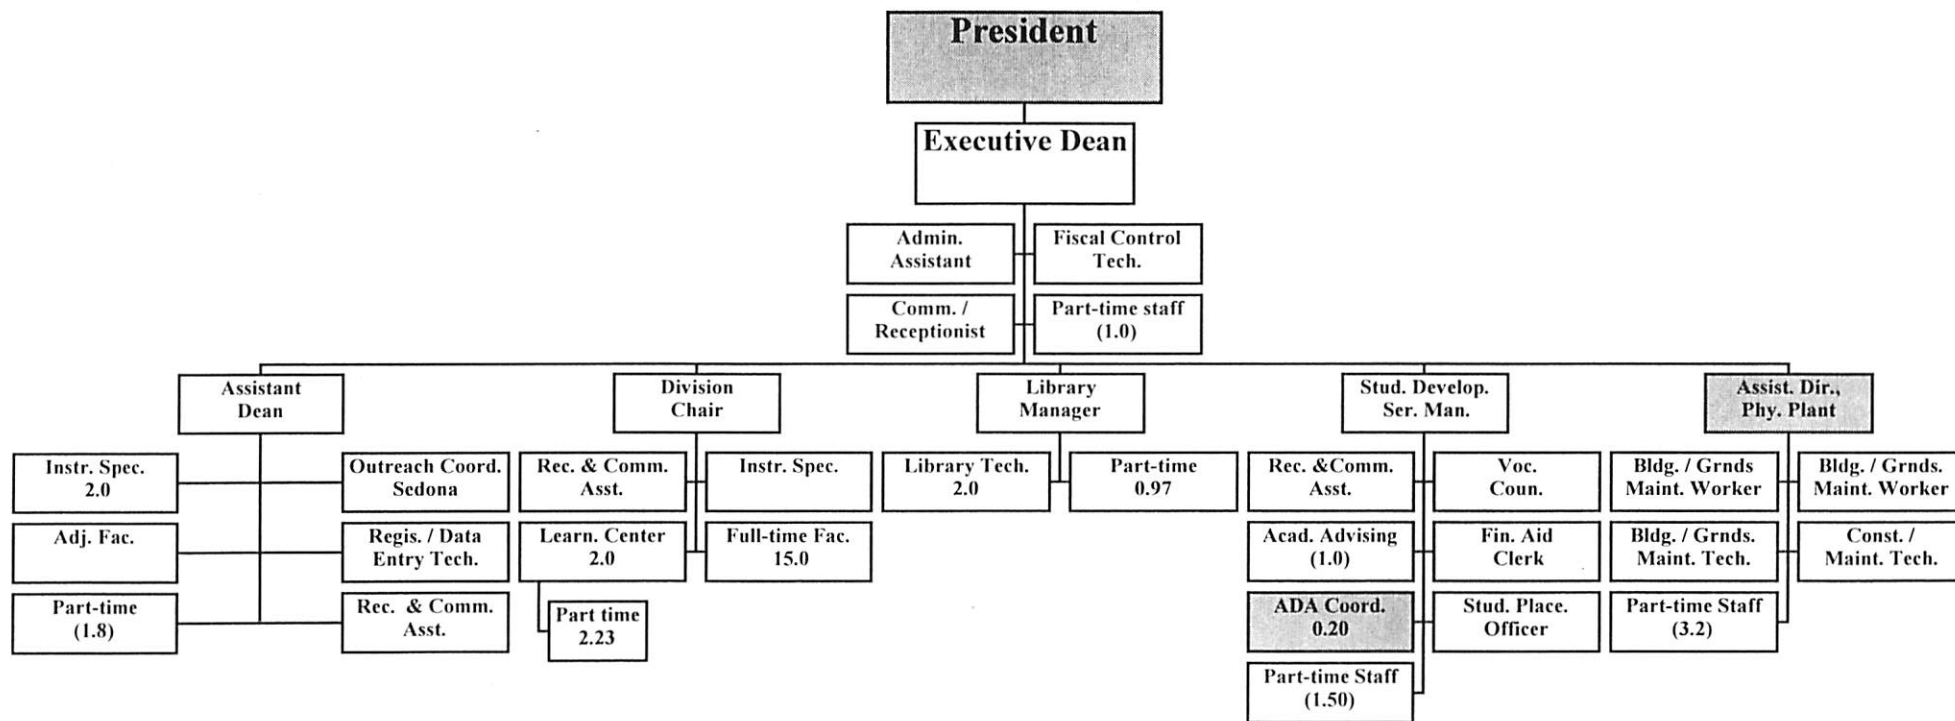 President
Executive Dean
Admin.
Assistant
Fiscal Control
Tech.
Comm. /
Receptionist
Part-time staff
(1.0)
Assistant
Dean
Division
Chair
Library
Manager
Stud. Develop.
Ser. Man.
Assist. Dir.,
Phy. Plant
Instr. Spec.
2.0
Outreach Coord.
Sedona
Rec. & Comm.
Asst.
Instr. Spec.
Library Tech.
2.0
Part-time
0.97
Rec. &Comm.
Asst.
Voc.
Coun.
Bldg. / Grnds
Maint. Worker
Bldg. / Grnds.
Maint. Worker
Adj. Fac.
Regis. / Data
Entry Tech.
Learn. Center
2.0
Full-time Fac.
15.0
Acad. Advising
(1.0)
Fin. Aid
Clerk
Bldg. / Grnds.
Maint. Tech.
Const. /
Maint. Tech.
Part-time
(1.8)
Rec. & Comm.
Asst.
Part time
2.23
ADA Coord.
0.20
Stud. Place.
Officer
Part-time Staff
(3.2)
Part-time Staff
(1.50)